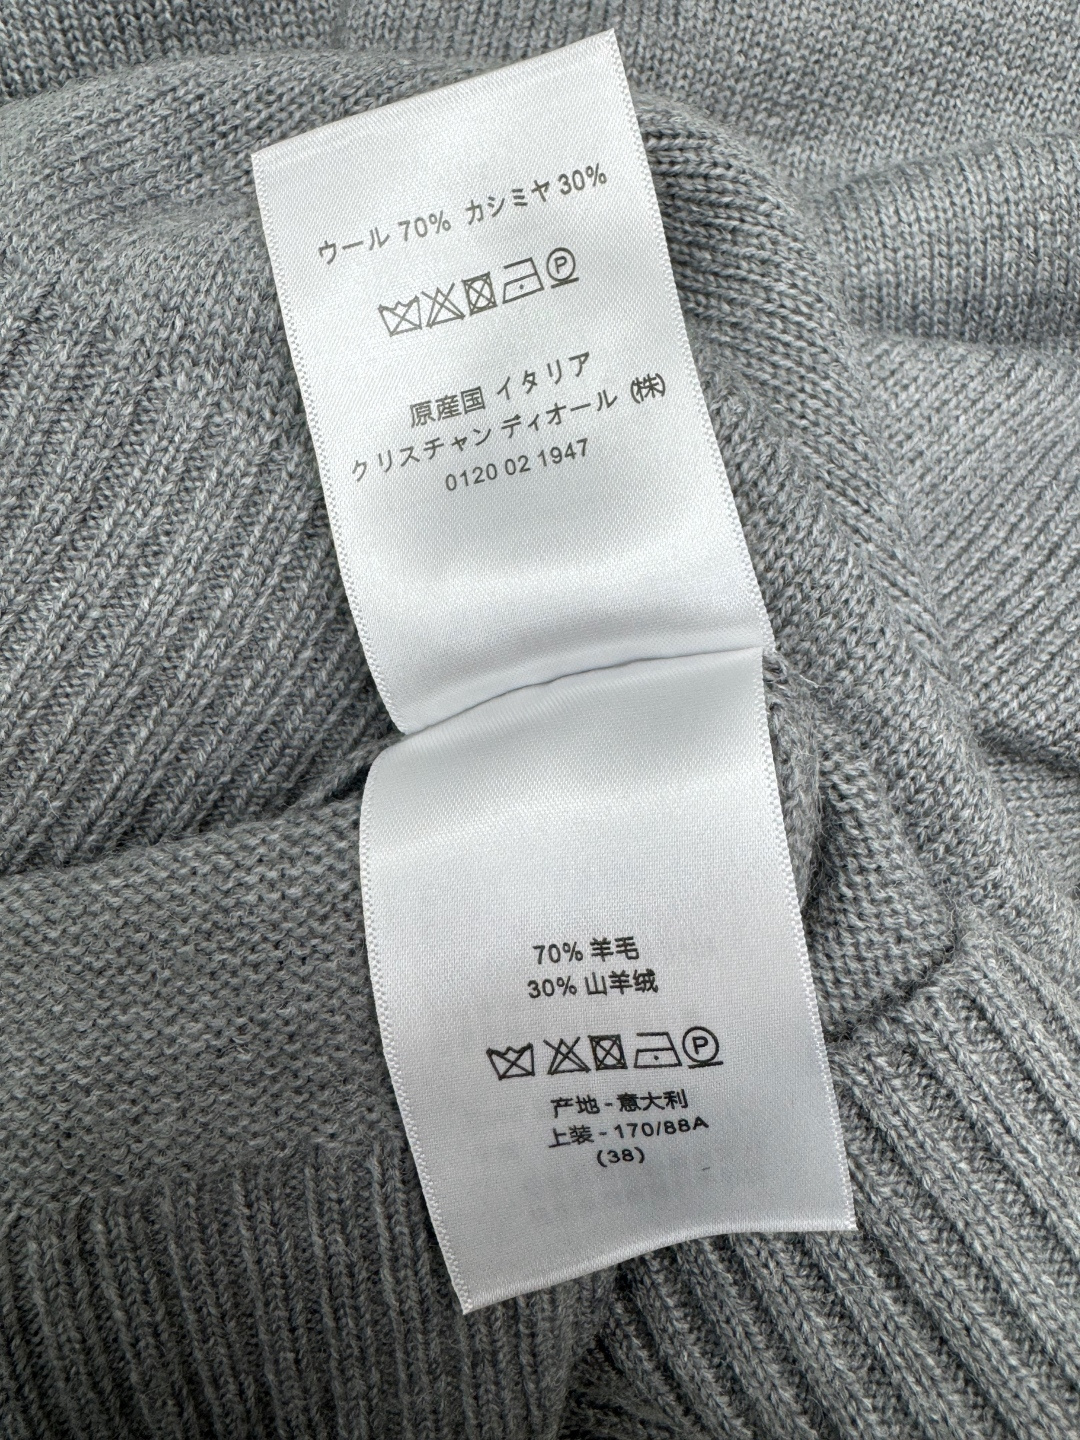 ウール 70% カシミヤ 30%
P
原産国 イタリア
クリスチャン ディオール (株)
0120 02 1947
70% 羊毛
30% 山羊绒
P
产地 - 意大利
上装 - 170/88A
(38)